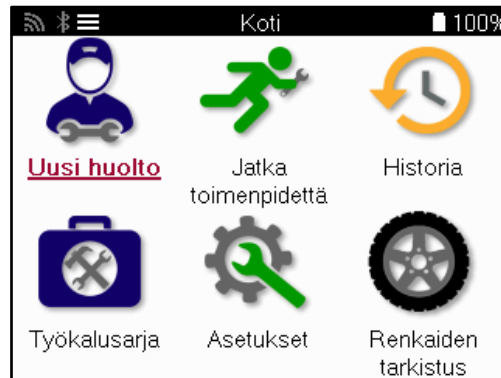 Koti 100%
Uusi huolto
Jatka
toimenpidettä
Historia
Työkalusarja
Asetukset
Renkaiden
tarkistus